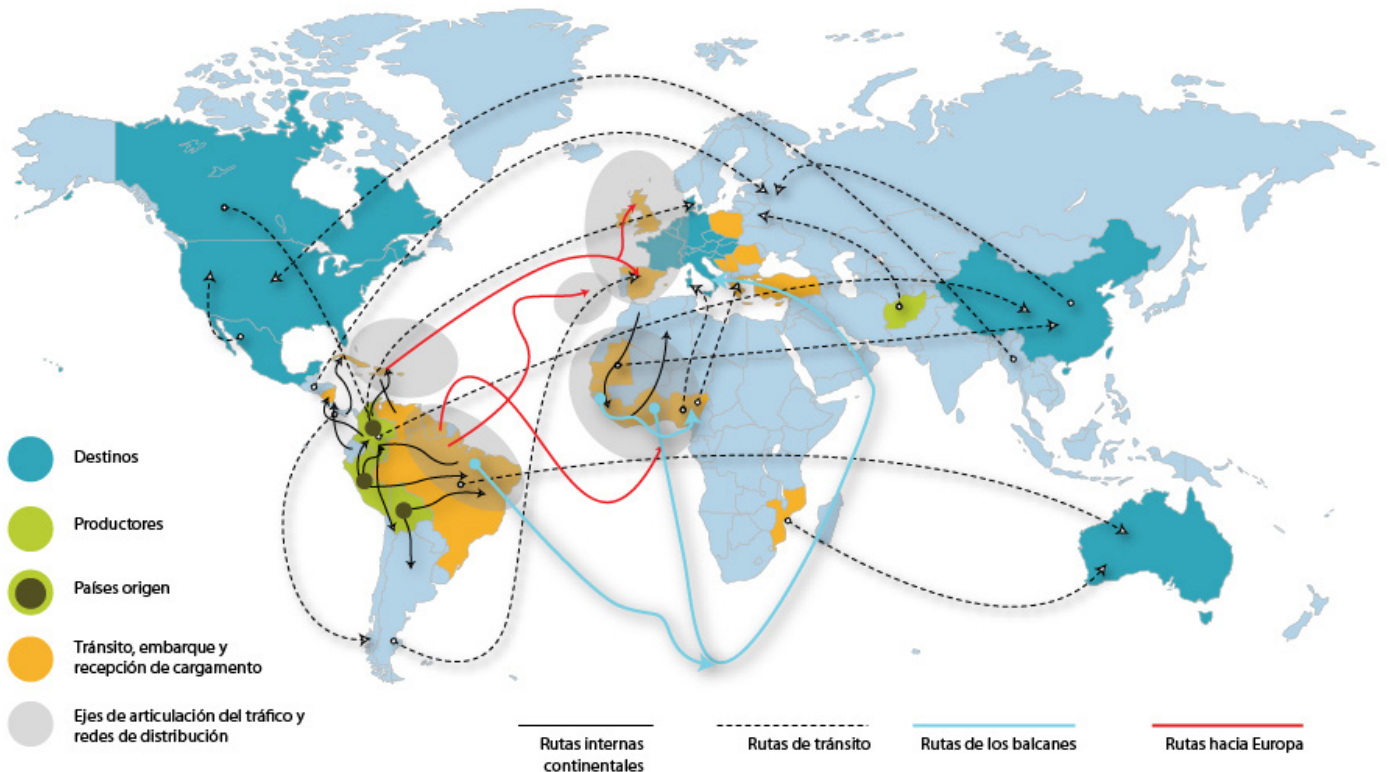 Destinos
Productores
Países origen
Tránsito, embarque y
recepción de cargamento
Ejes de articulación del tráfico y
redes de distribución
Rutas internas
continentales
Rutas de tránsito
Rutas de los balcanes
Rutas hacia Europa